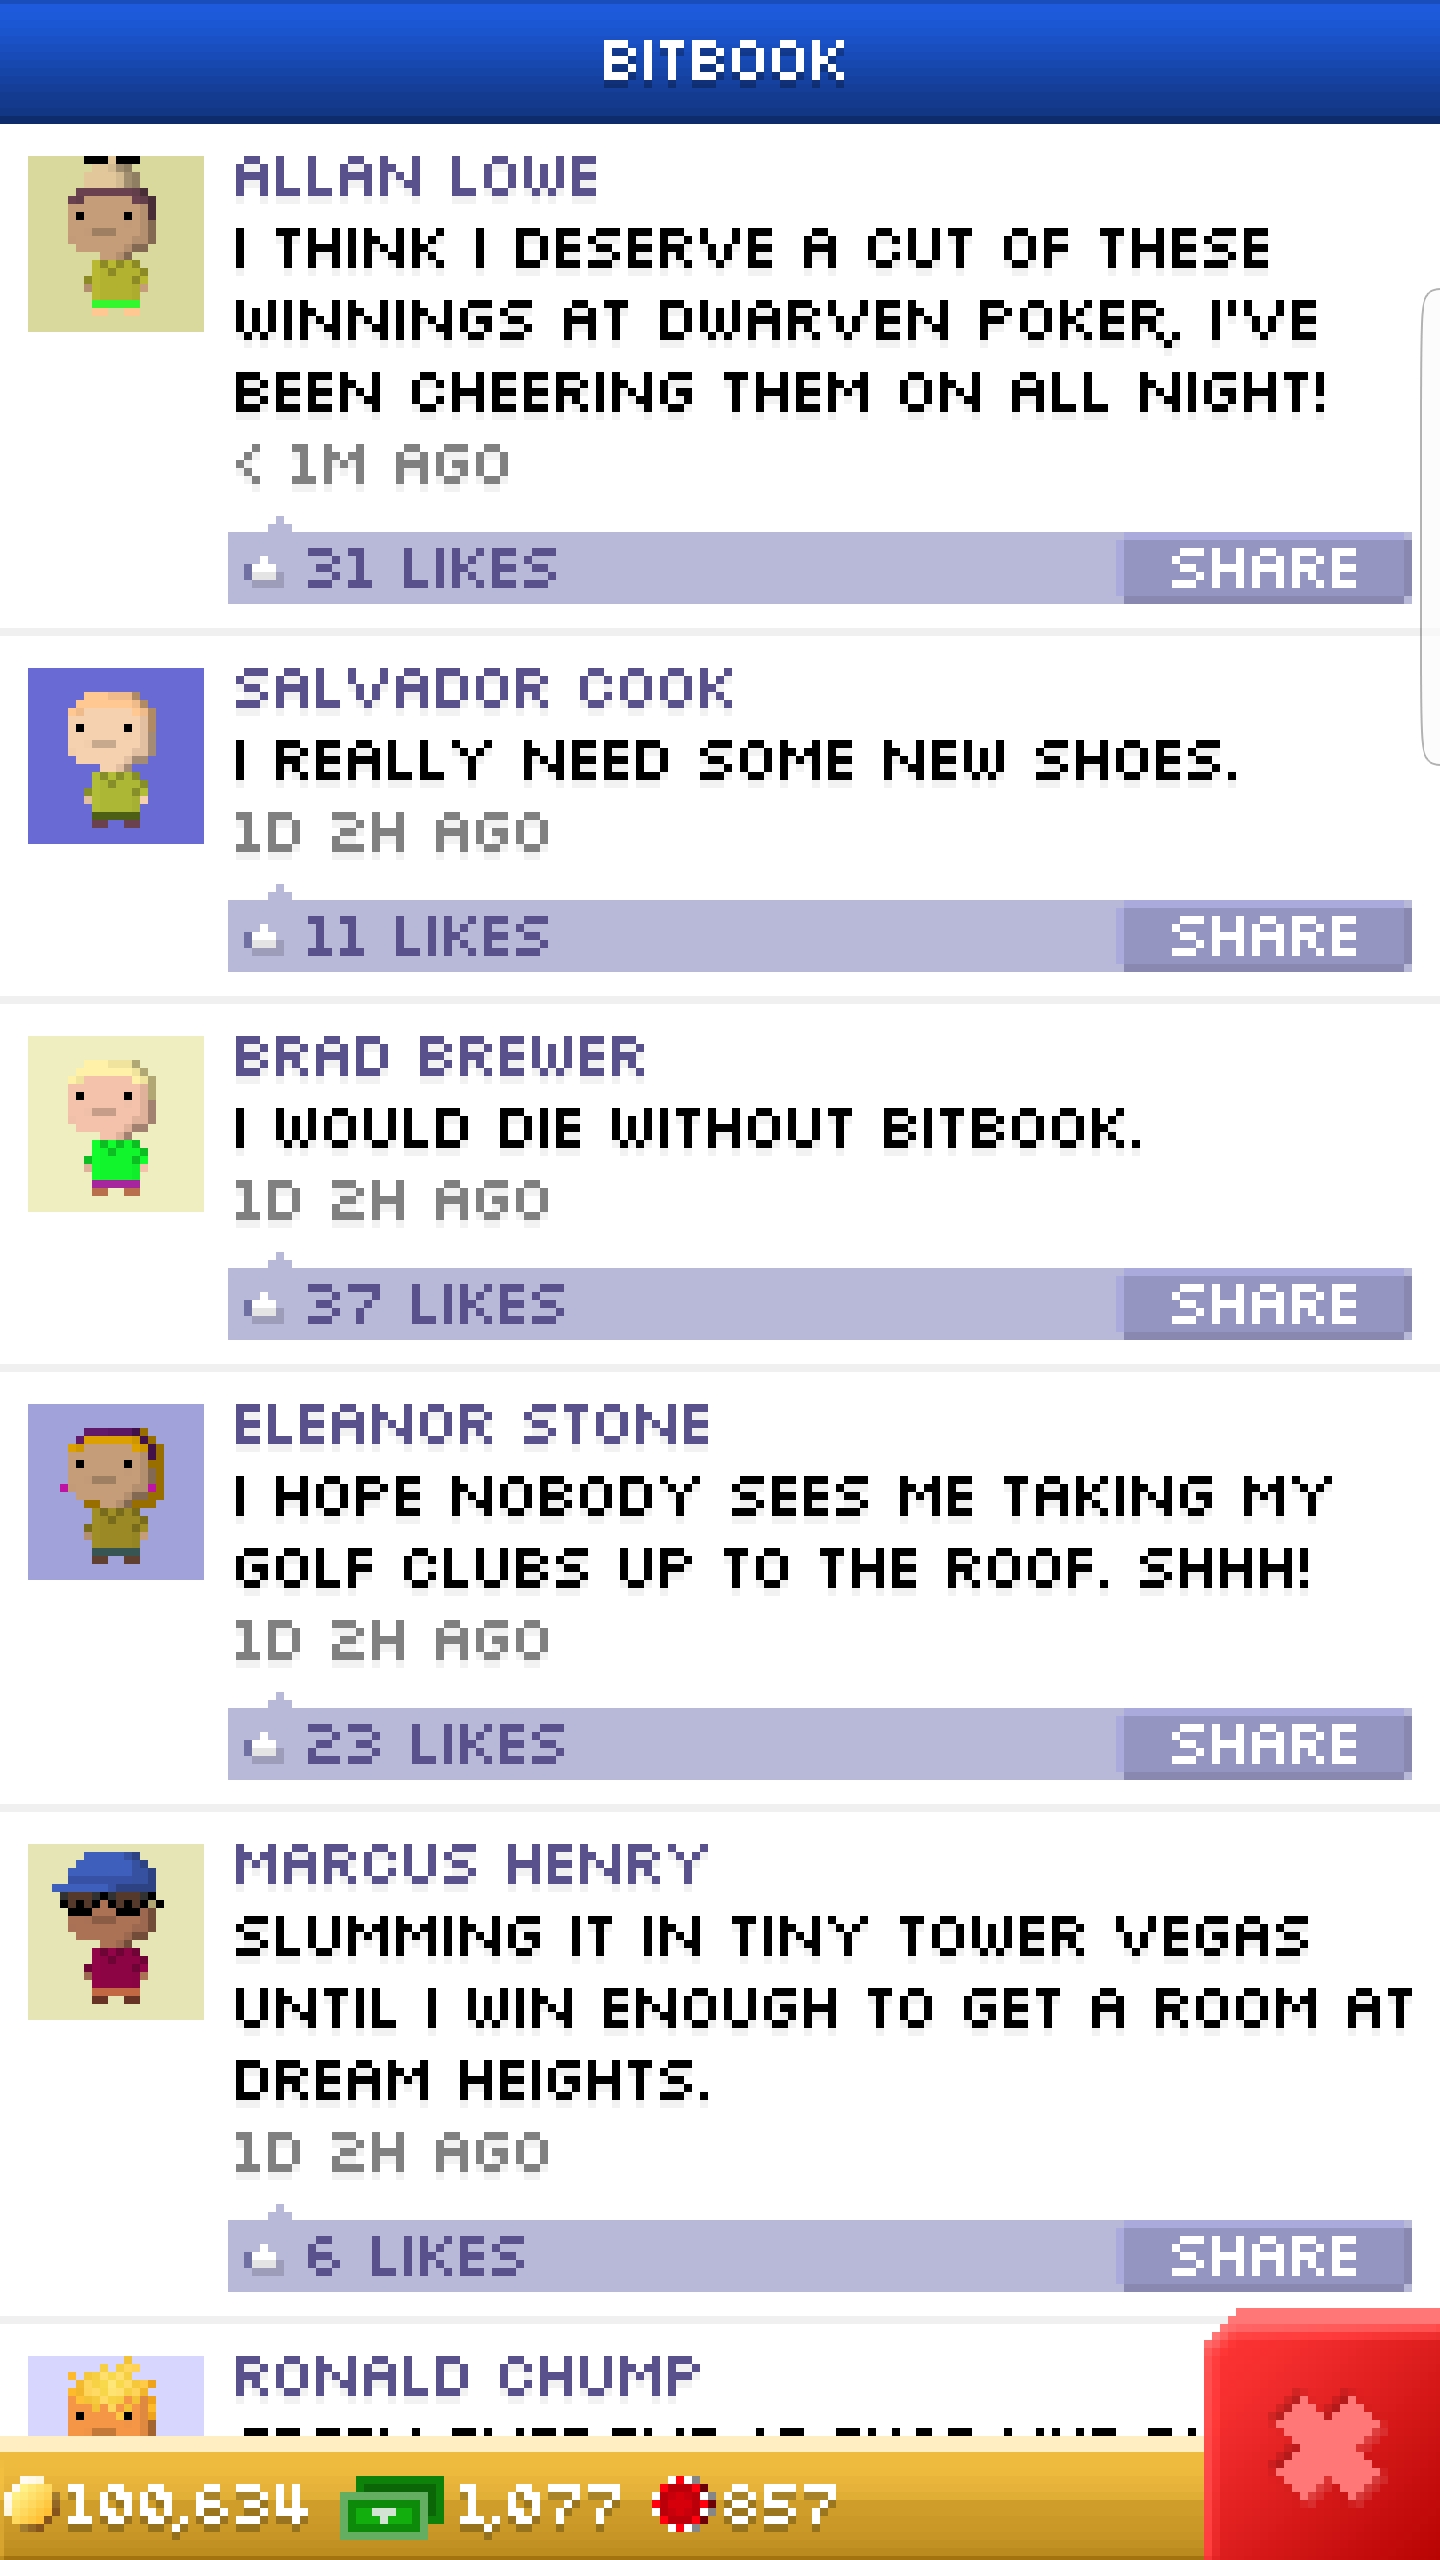 BITBOOK
ALLAN LOWE
I THINK I DESERVE A CUT OF THESE
WINNINGS AT DWARVEN POKER, I'VE
BEEN CHEERING THEM ON ALL NIGHT!
< 1M AGO
31 LIKES SHARE
SALVADOR COOK
I REALLY NEED SOME NEW SHOES.
1D 2H AGO
11 LIKES SHARE
BRAD BREWER
I WOULD DIE WITHOUT BITBOOK.
1D 2H AGO
37 LIKES SHARE
ELEANOR STONE
I HOPE NOBODY SEES ME TAKING MY
GOLF CLUBS UP TO THE ROOF. SHHH!
1D 2H AGO
23 LIKES SHARE
MARCUS HENRY
SLUMMING IT IN TINY TOWER VEGAS
UNTIL I WIN ENOUGH TO GET A ROOM AT
DREAM HEIGHTS.
1D 2H AGO
6 LIKES SHARE
RONALD CHUMP
100,634 1,077 857